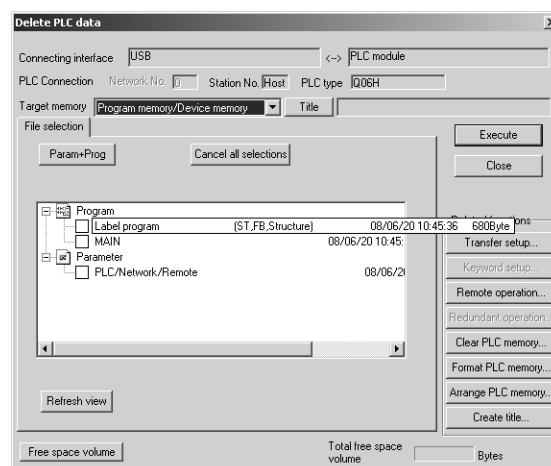 Delete PLC data
Connecting interface USB <--> PLC module
PLC Connection Network No. 0 Station No. Host PLC type Q06H
Target memory Program memory/Device memory Title
File selection
Param+Prog Cancel all selections
Execute
Close
Program
Label program (ST,FB,Structure) 08/06/20 10:45:36 680Byte
MAIN 08/06/20 10:45:
Parameter
PLC/Network/Remote 08/06/20
Transfer setup...
Keyword setup...
Remote operation...
Redundant operation..
Clear PLC memory...
Format PLC memory...
Arrange PLC memory...
Create title...
Refresh view
Free space volume
Total free space
volume Bytes